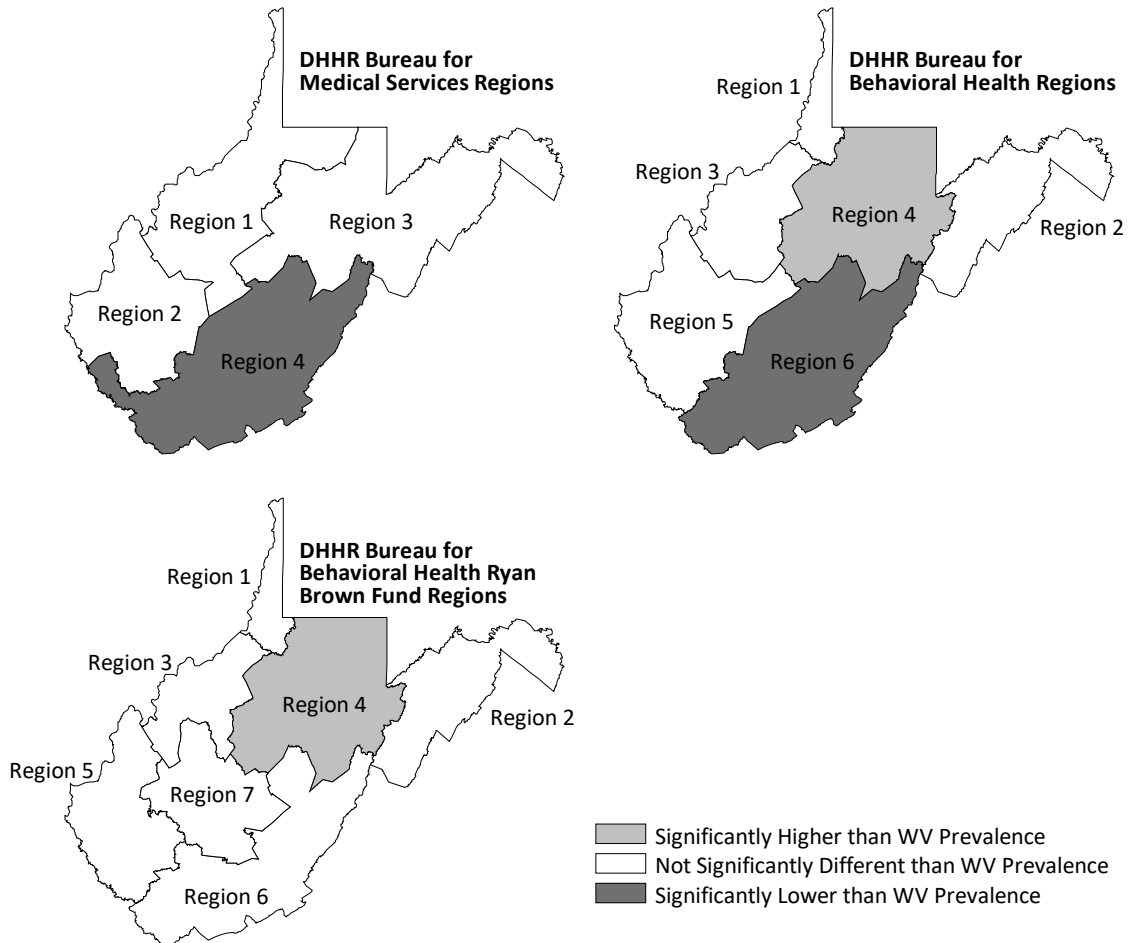 DHHR Bureau for
Medical Services Regions
Region 1
Region 3
Region 2
Region 4
DHHR Bureau for
Behavioral Health Regions
Region 1
Region 3
Region 4
Region 2
Region 5
Region 6
DHHR Bureau for
Behavioral Health Ryan
Brown Fund Regions
Region 1
Region 3
Region 4
Region 2
Region 5
Region 7
Region 6
Significantly Higher than WV Prevalence
Not Significantly Different than WV Prevalence
Significantly Lower than WV Prevalence